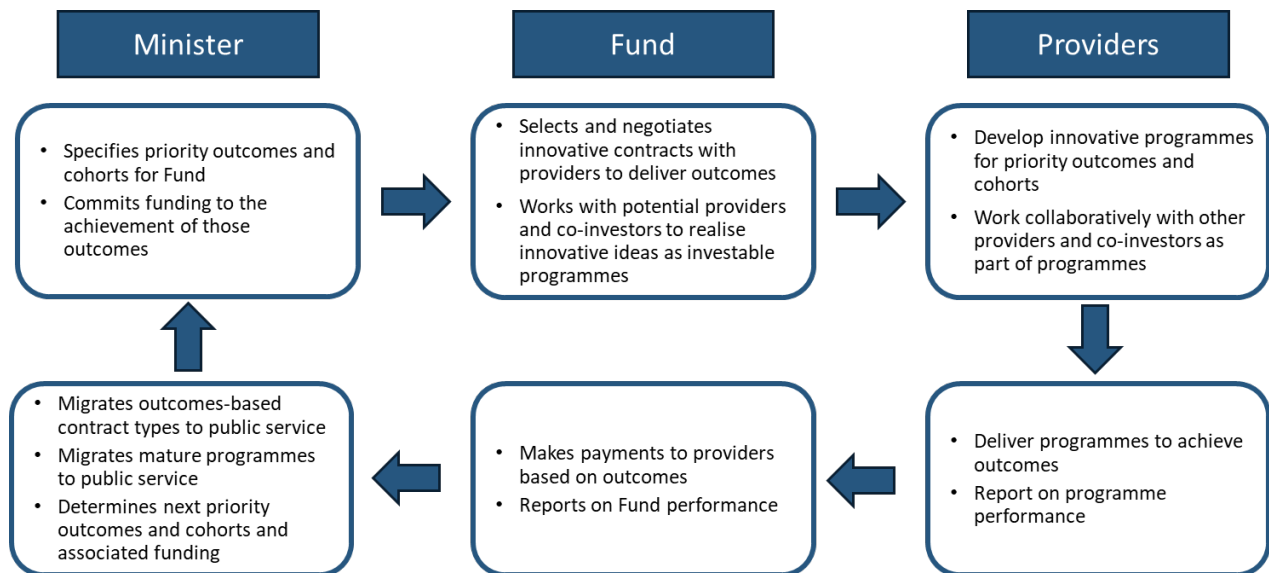 Minister
Fund
Providers
• Specifies priority outcomes and
cohorts for Fund
• Commits funding to the
achievement of those
outcomes
• Selects and negotiates
innovative contracts with
providers to deliver outcomes
• Works with potential providers
and co-investors to realise
innovative ideas as investable
programmes
• Develop innovative programmes
for priority outcomes and
cohorts
• Work collaboratively with other
providers and co-investors as
part of programmes
• Migrates outcomes-based
contract types to public service
• Migrates mature programmes
to public service
• Determines next priority
outcomes and cohorts and
associated funding
• Makes payments to providers
based on outcomes
• Reports on Fund performance
• Deliver programmes to achieve
outcomes
• Report on programme
performance